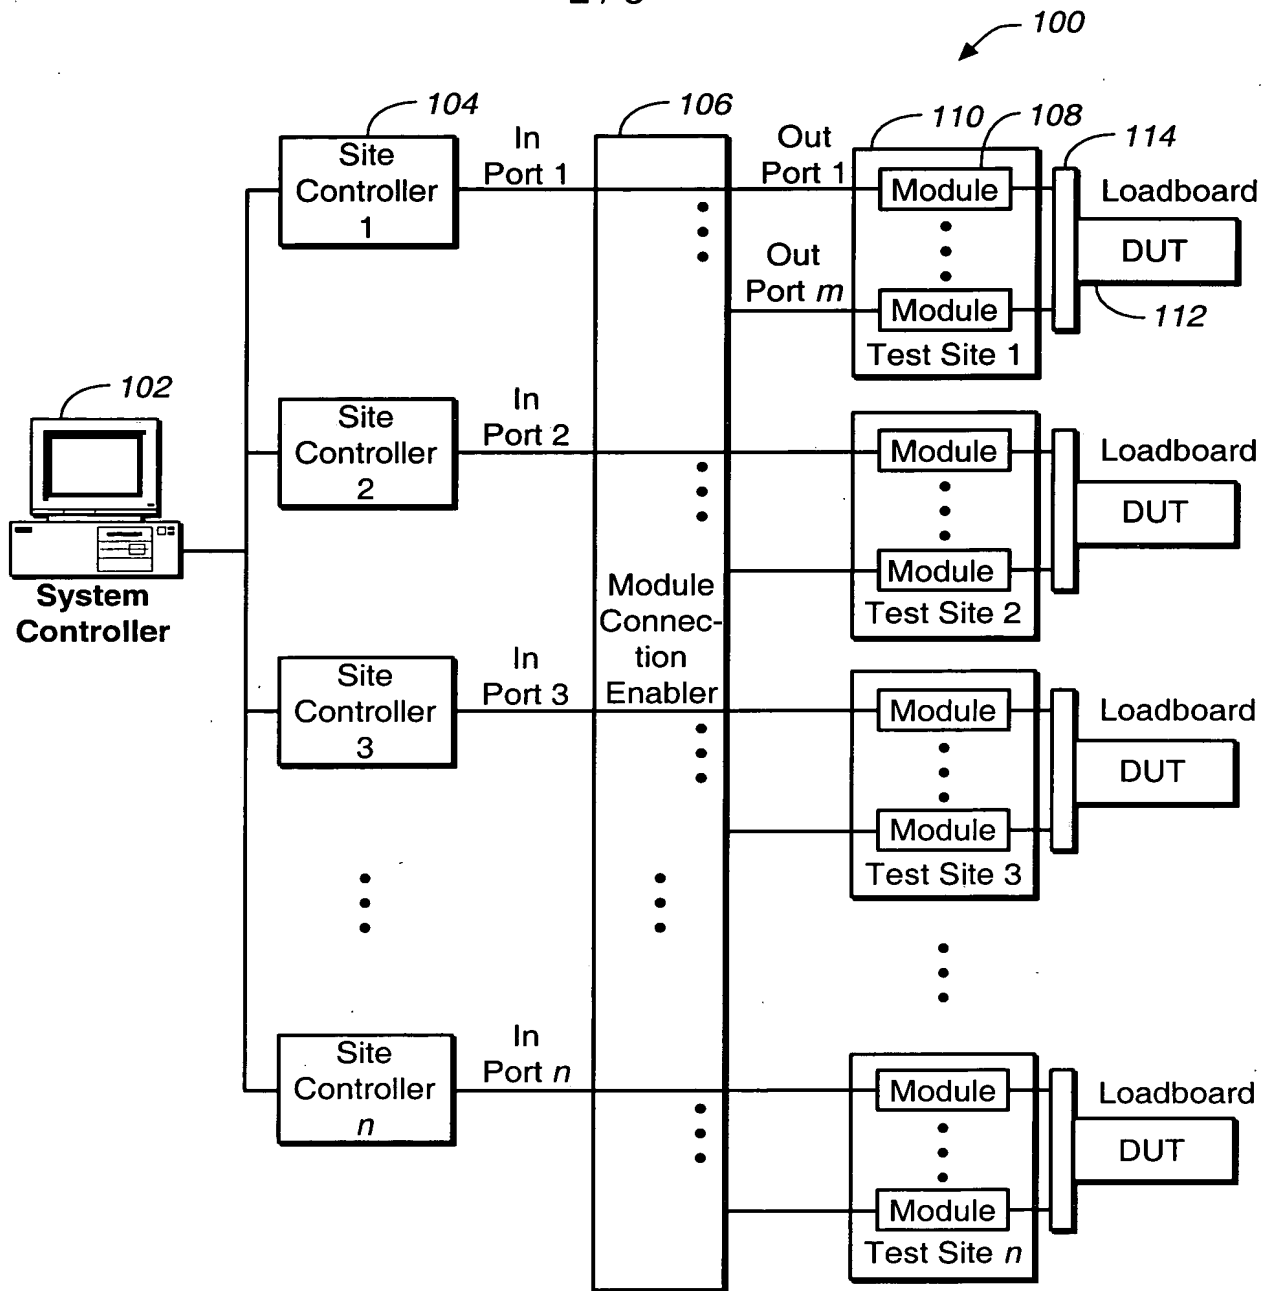 100
104
106
110
108
114
Site
Controller
1
In
Port 1
Out
Port 1
Module
Loadboard
DUT
112
Out
Port m
Module
Test Site 1
102
System
Controller
Site
Controller
2
In
Port 2
Module
Loadboard
DUT
Module
Test Site 2
Module
Connec-
tion
Enabler
Site
Controller
3
In
Port 3
Module
Loadboard
DUT
Module
Test Site 3
Site
Controller
n
In
Port n
Module
Loadboard
DUT
Module
Test Site n